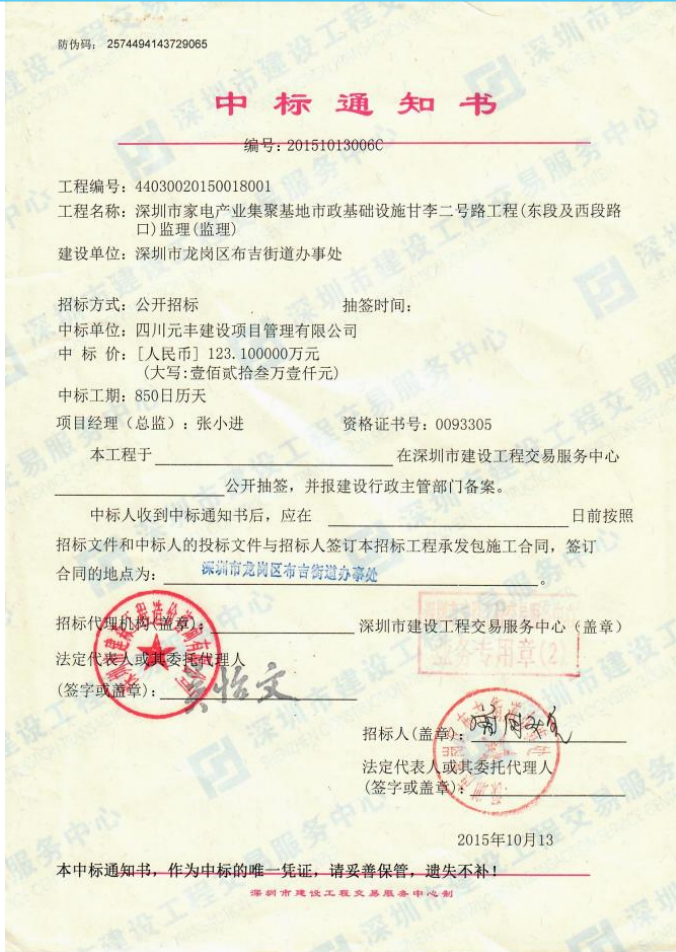 防伪码: 2574494143729065
中标通知书
编号:20151013006C
工程编号:44030020150018001
工程名称:深圳市家电产业集聚基地市政基础设施甘李二号路工程(东段及西段路
口)监理(监理)
建设单位:深圳市龙岗区布吉街道办事处
招标方式:公开招标 抽签时间:
中标单位:四川元丰建设项目管理有限公司
中 标 价:[人民币] 123.100000万元
(大写:壹佰贰拾叁万壹仟元)
中标工期:850日历天
项目经理(总监):张小进 资格证书号:0093305
本工程于 在深圳市建设工程交易服务中心
公开抽签,并报建设行政主管部门备案。
中标人收到中标通知书后,应在 日前按照
招标文件和中标人的投标文件与招标人签订本招标工程承发包施工合同,签订
合同的地点为: 深圳市龙岗区布吉街道办事处 。
招标代理机构(盖章): 深圳市建设工程交易服务中心(盖章)
业务专用章(2)
法定代表人或其委托代理人
(签字或盖章):
招标人(盖章):
法定代表人或其委托代理人
(签字或盖章):
2015年10月13
本中标通知书,作为中标的唯一凭证,请妥善保管,遗失不补!
深圳市建设工程交易服务中心制